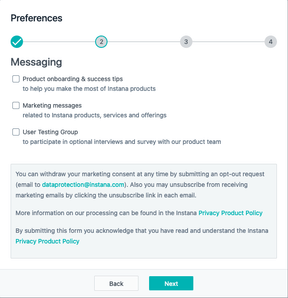 Preferences
2
3
4
Messaging
Product onboarding & success tips
to help you make the most of Instana products
Marketing messages
related to Instana products, services and offerings
User Testing Group
to participate in optional interviews and survey with our product team
You can withdraw your marketing consent at any time by submitting an opt-out request
(email to dataprotection@instana.com). Also you may unsubscribe from receiving
marketing emails by clicking the unsubscribe link in each email.
More information on our processing can be found in the Instana Privacy Product Policy
By submitting this form you acknowledge that you have read and understand the Instana
Privacy Product Policy
Back
Next